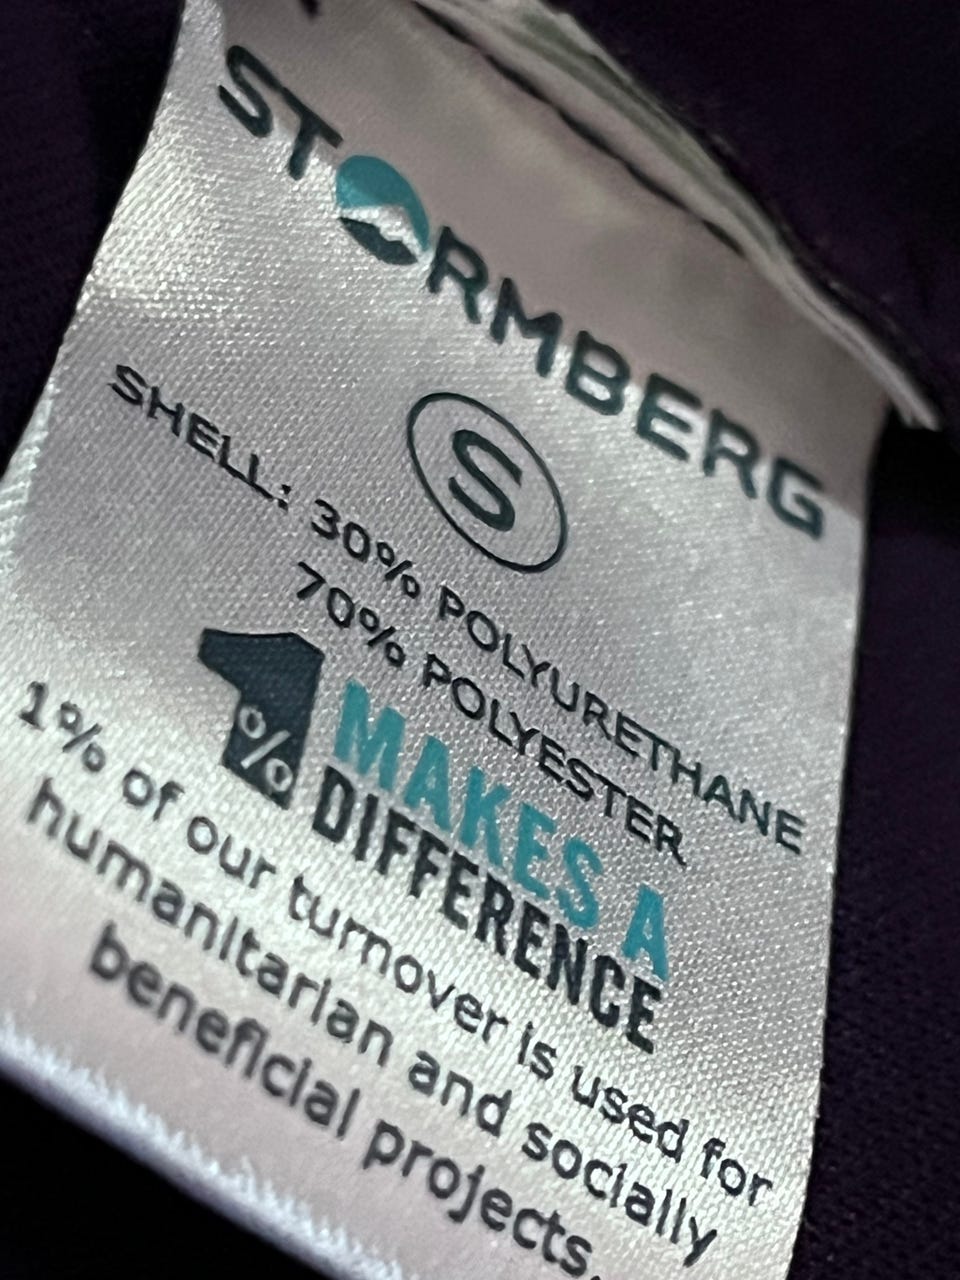 STORMBERG
S
SHELL: 30% POLYURETHANE
70% POLYESTER
1% MAKES A
DIFFERENCE
1% of our turnover is used for
humanitarian and socially
beneficial projects.